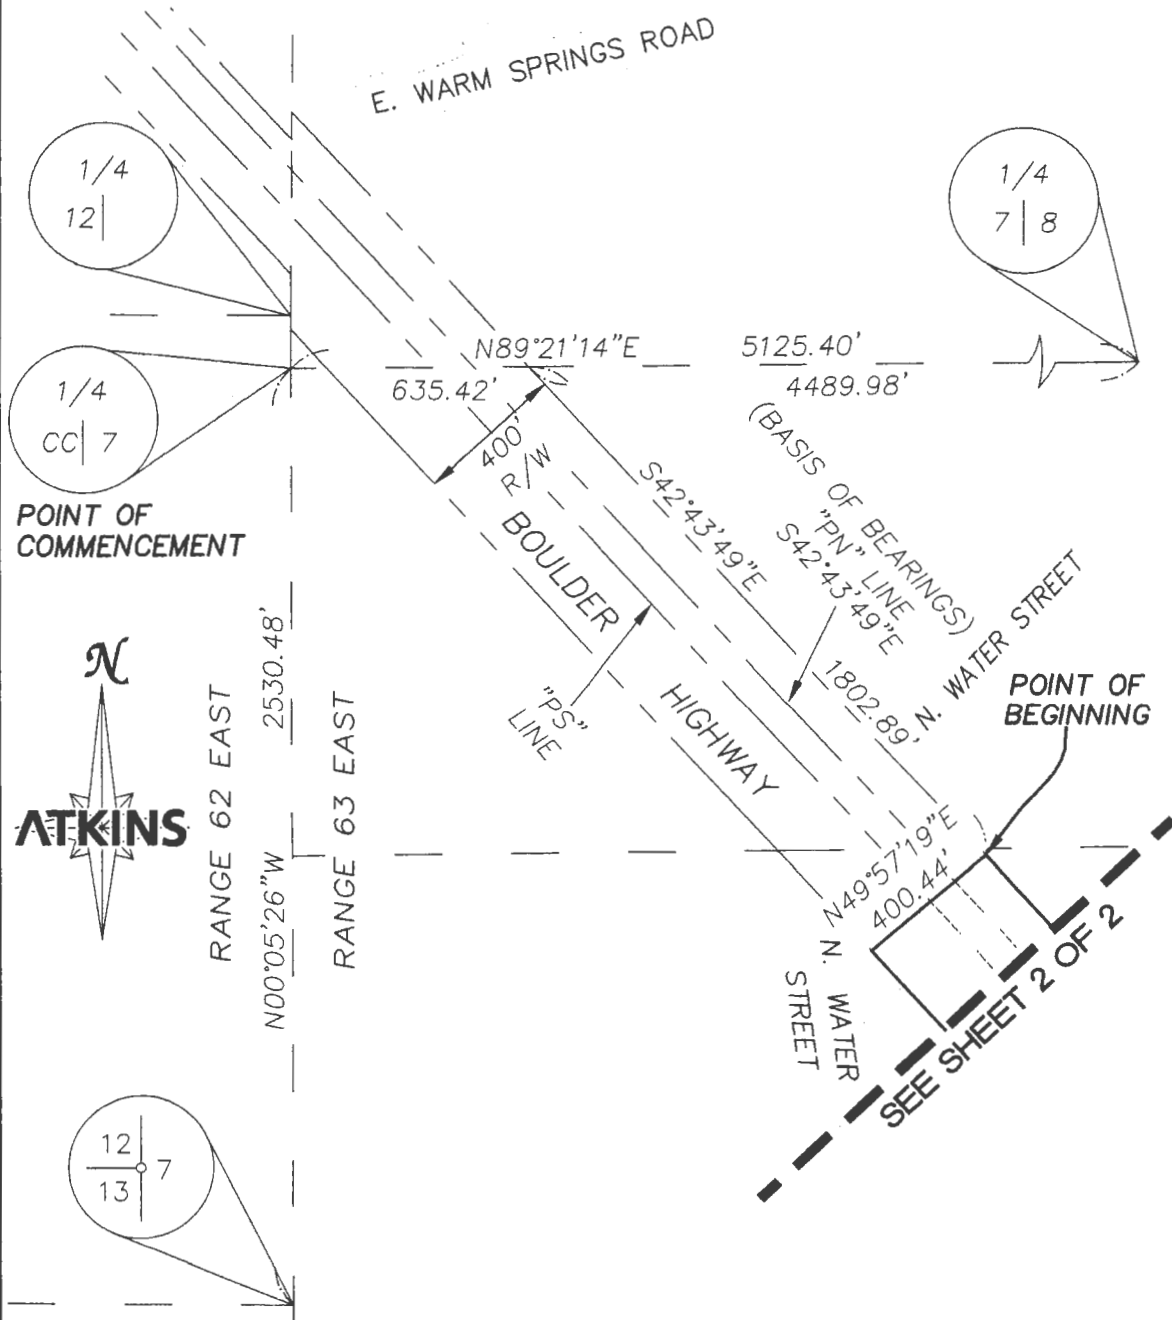 E. WARM SPRINGS ROAD
1/4
12
1/4
7 8
N89°21'14"E
5125.40'
635.42'
4489.98'
1/4
CC 7
POINT OF
COMMENCEMENT
400'
R/W
S42°43'49"E
(BASIS OF BEARINGS)
"PN" LINE
S42°43'49"E
BOULDER
HIGHWAY
"PS"
LINE
1802.89'
N. WATER STREET
POINT OF
BEGINNING
N
ATKINS
RANGE 62 EAST
N00°05'26"W 2530.48'
RANGE 63 EAST
N49°57'19"E
400.44'
N. WATER
STREET
SEE SHEET 2 OF 2
12
7
13